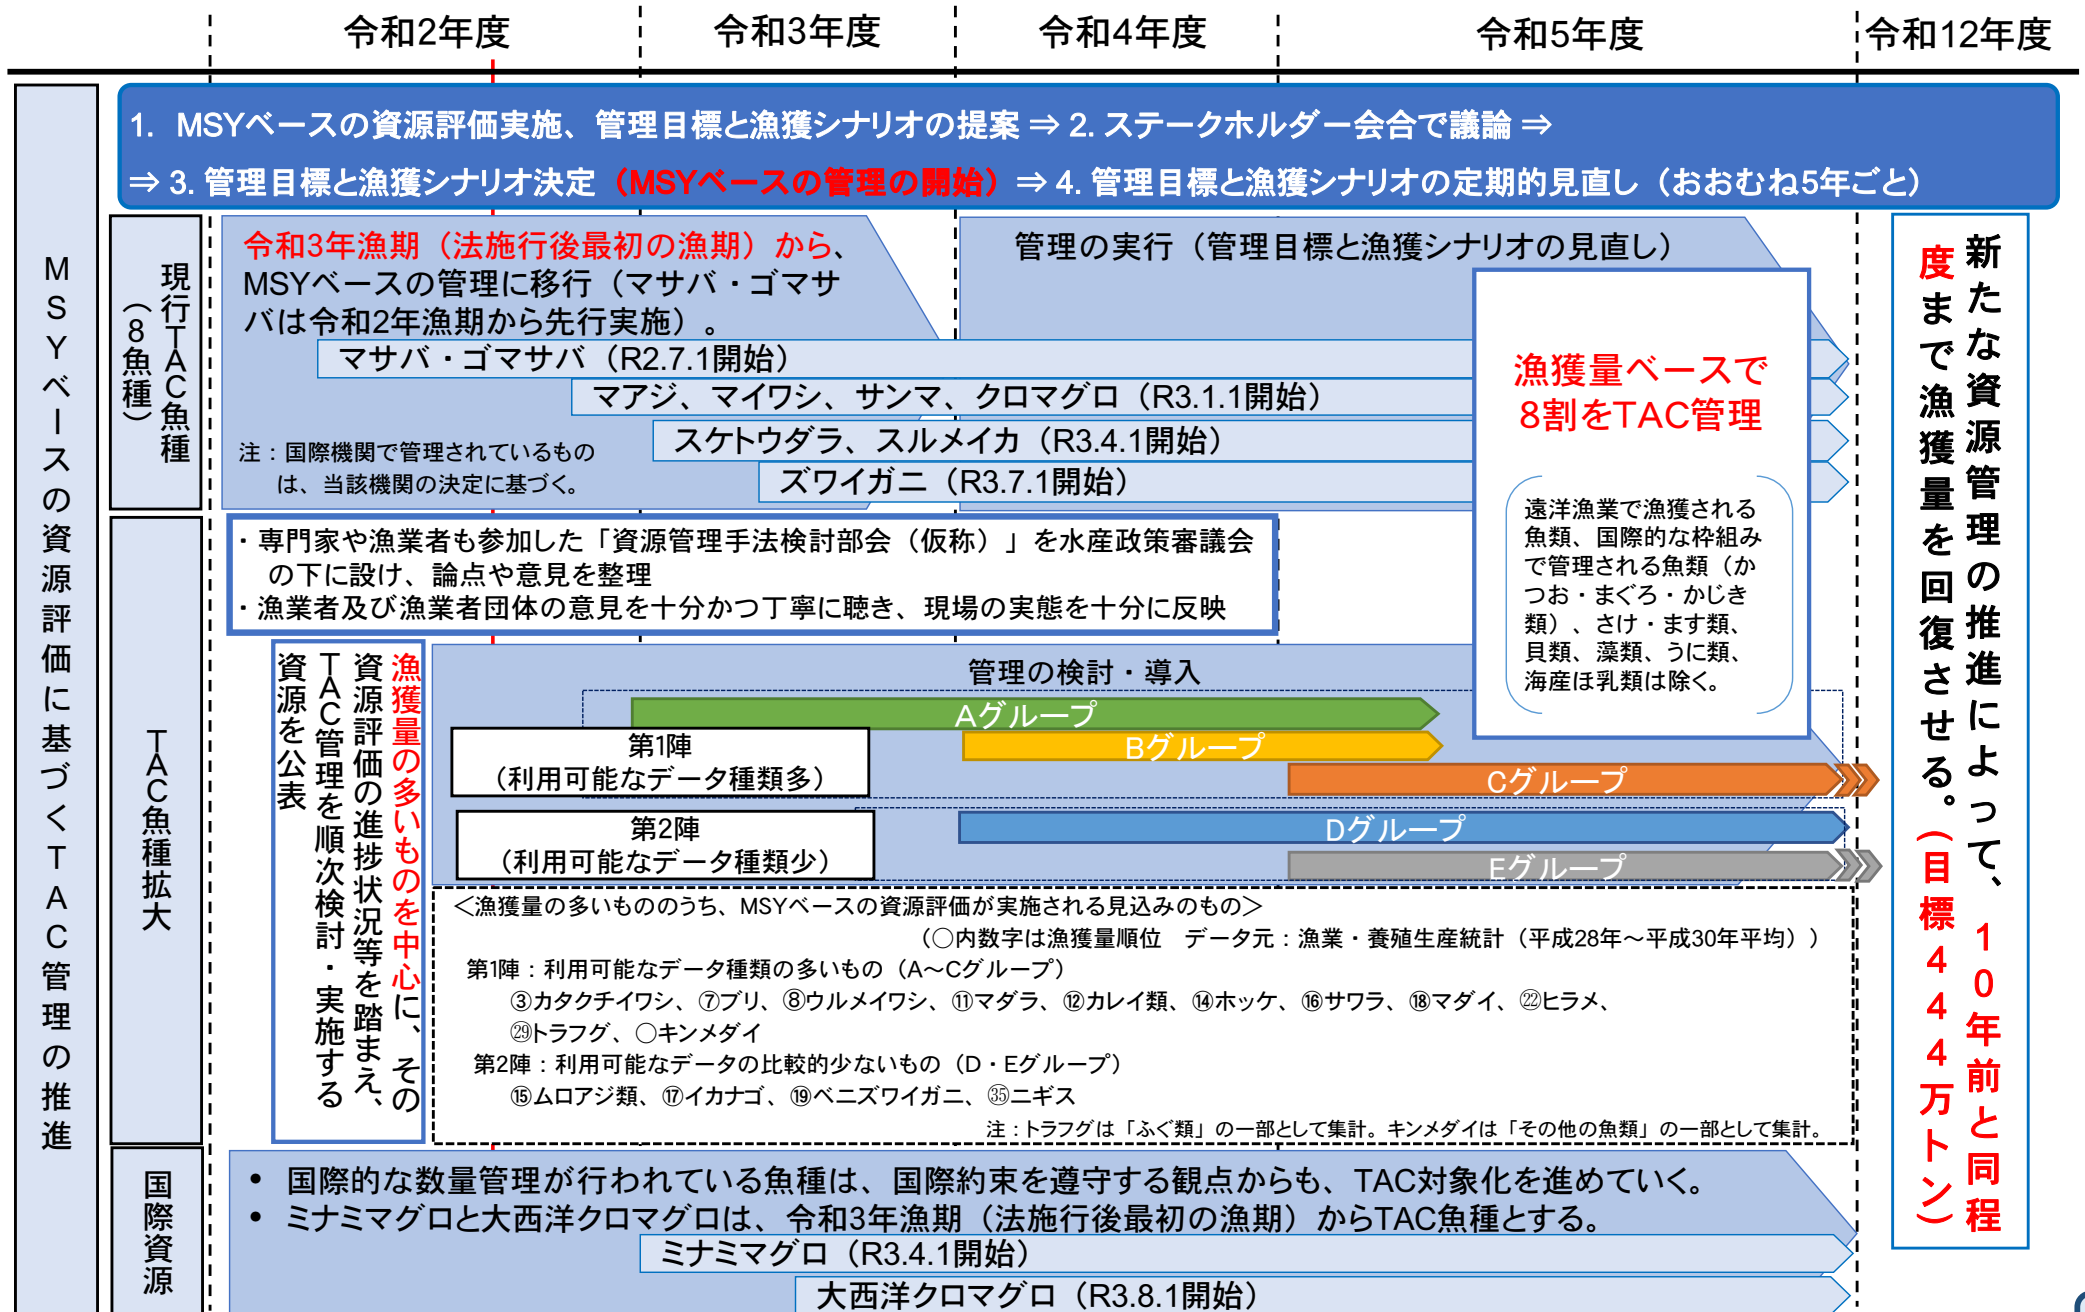 令和2年度
令和3年度
令和4年度
令和5年度
令和12年度
1. MSYベースの資源評価実施、管理目標と漁獲シナリオの提案 ⇒ 2. ステークホルダー会合で議論 ⇒
⇒ 3. 管理目標と漁獲シナリオ決定（MSYベースの管理の開始）⇒ 4. 管理目標と漁獲シナリオの定期的見直し（おおむね5年ごと）
MSYベースの資源評価に基づくTAC管理の推進
現行TAC魚種
（8魚種）
令和3年漁期（法施行後最初の漁期）から、
MSYベースの管理に移行（マサバ・ゴマサ
バは令和2年漁期から先行実施）。
管理の実行（管理目標と漁獲シナリオの見直し）
マサバ・ゴマサバ（R2.7.1開始）
マアジ、マイワシ、サンマ、クロマグロ（R3.1.1開始）
スケトウダラ、スルメイカ（R3.4.1開始）
ズワイガニ（R3.7.1開始）
注：国際機関で管理されているもの
は、当該機関の決定に基づく。
漁獲量ベースで
8割をTAC管理
遠洋漁業で漁獲される
魚類、国際的な枠組み
で管理される魚類（か
つお・まぐろ・かじき
類）、さけ・ます類、
貝類、藻類、うに類、
海産ほ乳類は除く。
新たな資源管理の推進によって、10年前と同程
度まで漁獲量を回復させる。（目標444万トン）
TAC魚種拡大
・専門家や漁業者も参加した「資源管理手法検討部会（仮称）」を水産政策審議会
の下に設け、論点や意見を整理
・漁業者及び漁業者団体の意見を十分かつ丁寧に聴き、現場の実態を十分に反映
漁獲量の多いものを中心に、その
資源評価の進捗状況等を踏まえ、
TAC管理を順次検討・実施する
資源を公表
管理の検討・導入
Aグループ
第1陣
（利用可能なデータ種類多）
Bグループ
Cグループ
第2陣
（利用可能なデータ種類少）
Dグループ
Eグループ
＜漁獲量の多いもののうち、MSYベースの資源評価が実施される見込みのもの＞
（○内数字は漁獲量順位　データ元：漁業・養殖生産統計（平成28年～平成30年平均））
第1陣：利用可能なデータ種類の多いもの（A～Cグループ）
③カタクチイワシ、⑦ブリ、⑧ウルメイワシ、⑪マダラ、⑫カレイ類、⑭ホッケ、⑯サワラ、⑱マダイ、㉒ヒラメ、
㉙トラフグ、○キンメダイ
第2陣：利用可能なデータの比較的少ないもの（D・Eグループ）
⑮ムロアジ類、⑰イカナゴ、⑲ベニズワイガニ、㉟ニギス
注：トラフグは「ふぐ類」の一部として集計。キンメダイは「その他の魚類」の一部として集計。
国際資源
• 国際的な数量管理が行われている魚種は、国際約束を遵守する観点からも、TAC対象化を進めていく。
• ミナミマグロと大西洋クロマグロは、令和3年漁期（法施行後最初の漁期）からTAC魚種とする。
ミナミマグロ（R3.4.1開始）
大西洋クロマグロ（R3.8.1開始）